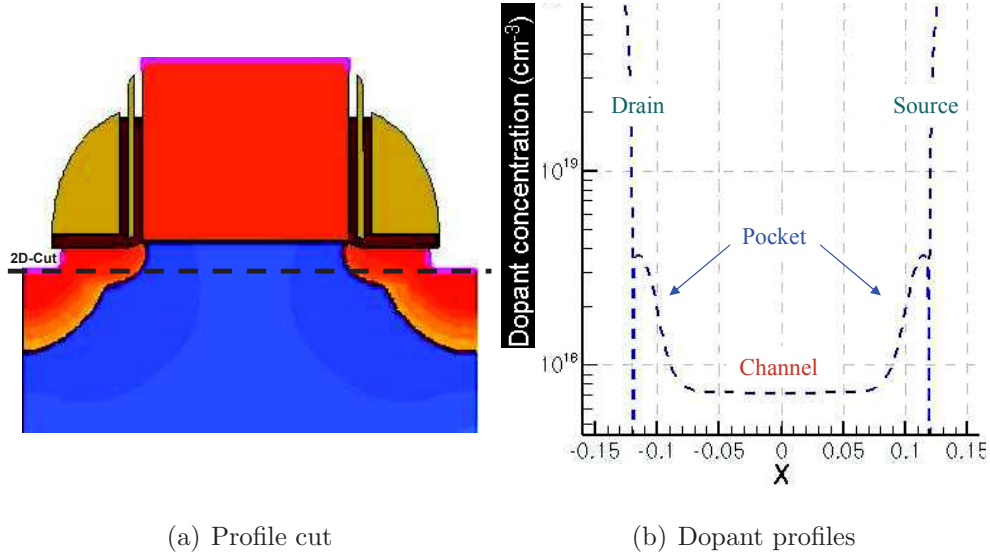 2D-Cut
Dopant concentration (cm-3)
10^19
10^16
Drain
Source
Pocket
Channel
-0.15 -0.1 -0.05 0 0.05 0.1 0.15
X
(a) Profile cut
(b) Dopant profiles